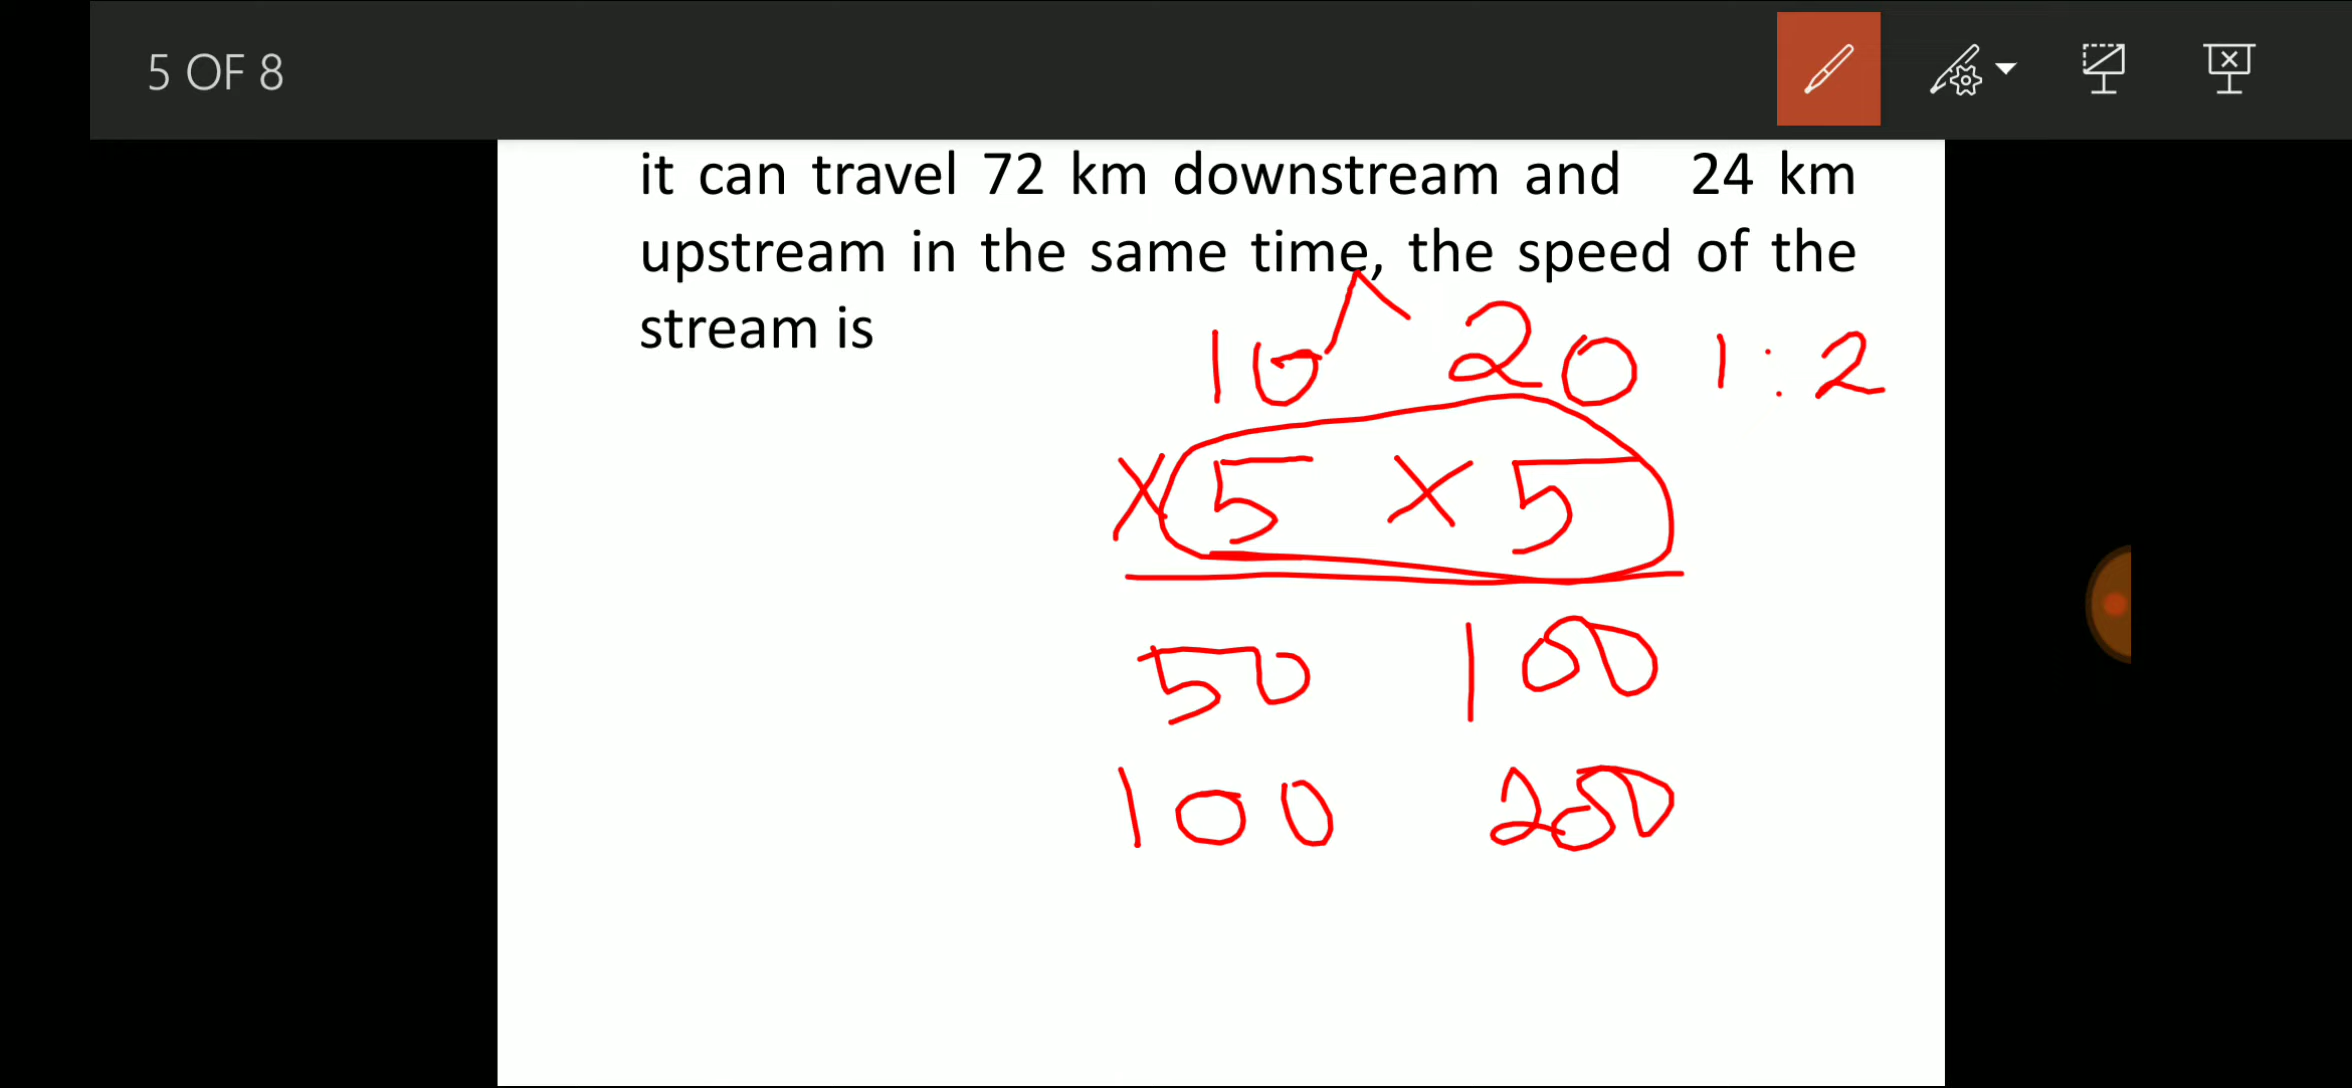 5 OF 8
it can travel 72 km downstream and 24 km
upstream in the same time, the speed of the
stream is
10 20 1:2
×5 ×5
50 100
100 200